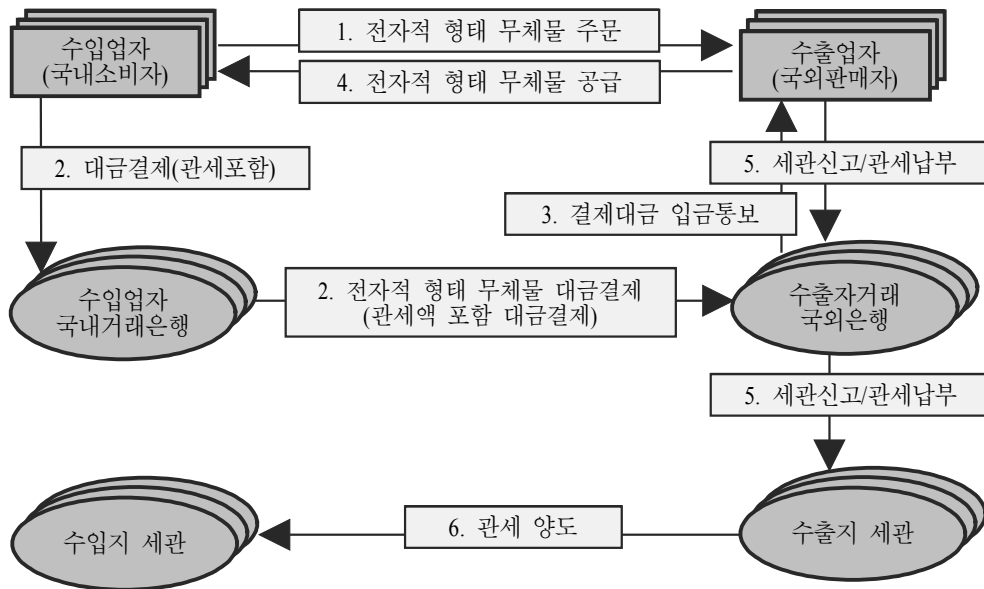 수입업자
(국내소비자)
1. 전자적 형태 무체물 주문
수출업자
(국외판매자)
4. 전자적 형태 무체물 공급
2. 대금결제(관세포함)
5. 세관신고/관세납부
3. 결제대금 입금통보
수입업자
국내거래은행
2. 전자적 형태 무체물 대금결제
(관세액 포함 대금결제)
수출자거래
국외은행
5. 세관신고/관세납부
수입지 세관
6. 관세 양도
수출지 세관